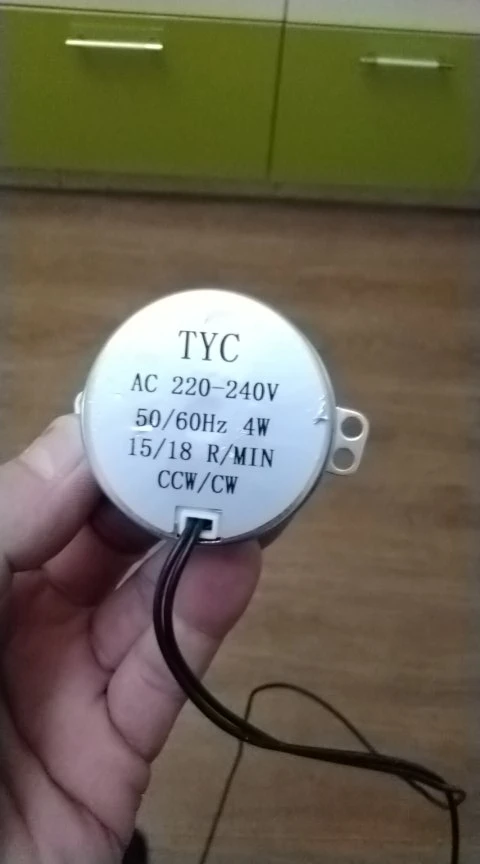 TYC
AC 220-240V
50/60Hz 4W
15/18 R/MIN
CCW/CW